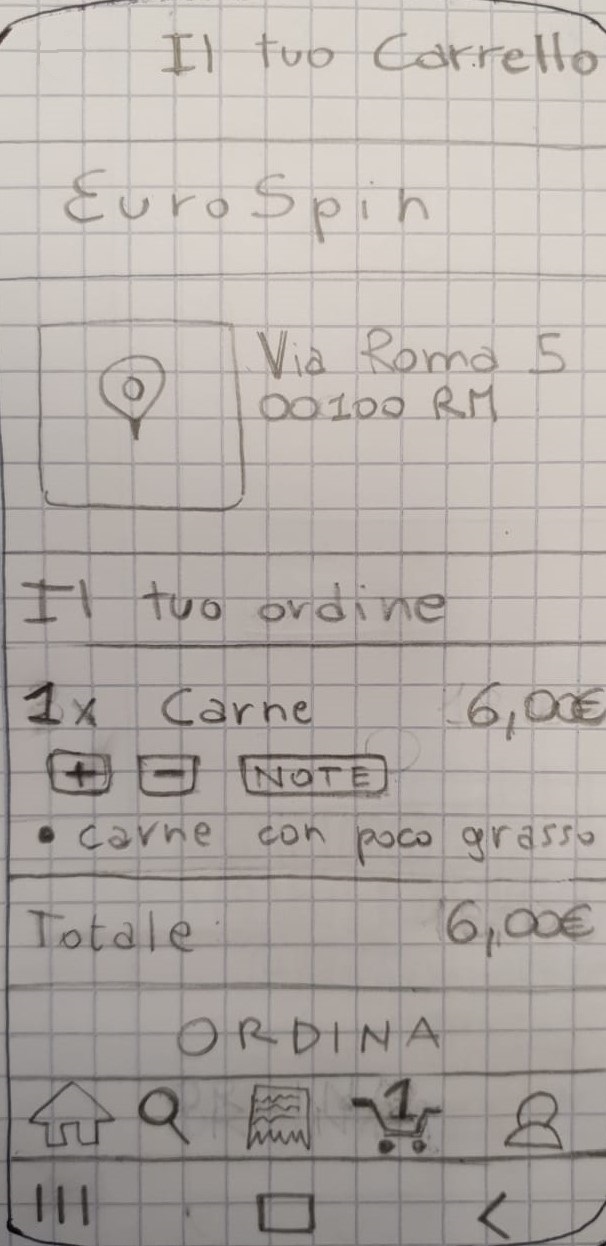 Il tuo Carrello
EuroSpin
Via Roma 5
00100 RM
Il tuo ordine
1x Carne 6,00€
+ - NOTE
• carne con poco grasso
Totale 6,00€
ORDINA
1